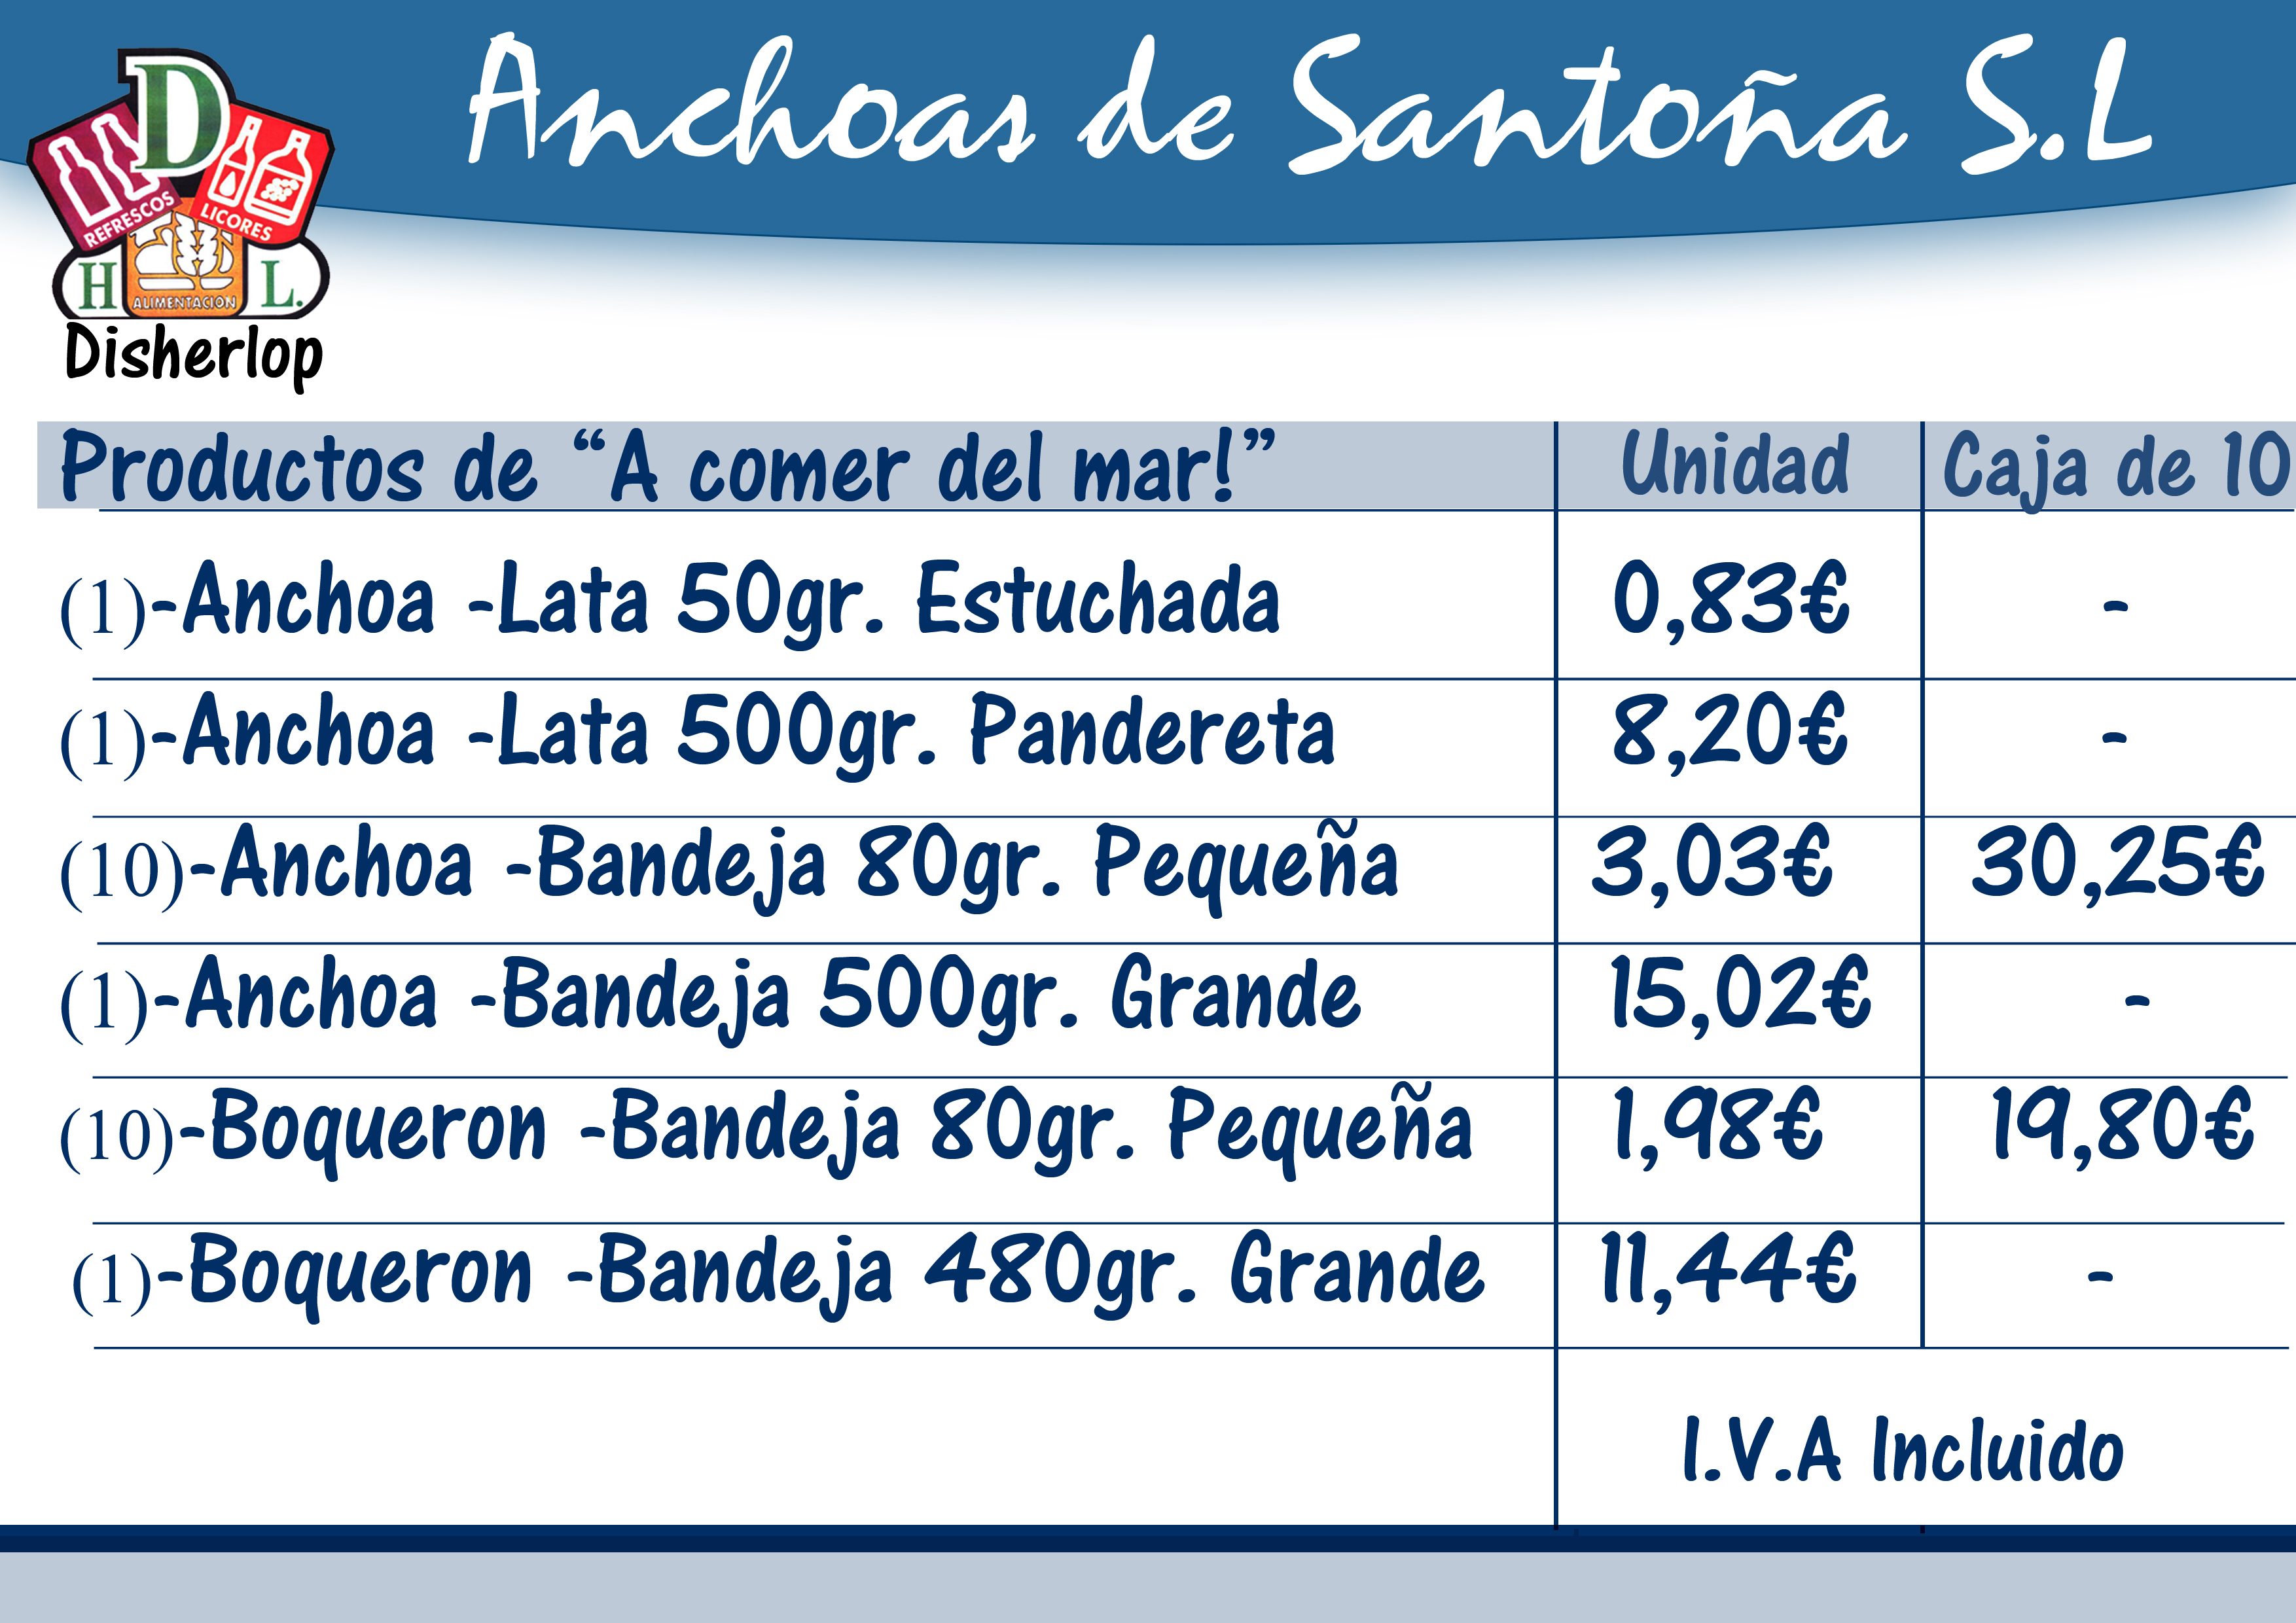 Anchoas de Santoña S.L
D
REFRESCOS
LICORES
H L.
ALIMENTACION
Disherlop
Productos de “A comer del mar!” Unidad Caja de 10
(1)-Anchoa -Lata 50gr. Estuchada 0,83€ -
(1)-Anchoa -Lata 500gr. Pandereta 8,20€ -
(10)-Anchoa -Bandeja 80gr. Pequeña 3,03€ 30,25€
(1)-Anchoa -Bandeja 500gr. Grande 15,02€ -
(10)-Boqueron -Bandeja 80gr. Pequeña 1,98€ 19,80€
(1)-Boqueron -Bandeja 480gr. Grande 11,44€ -
I.V.A Incluido